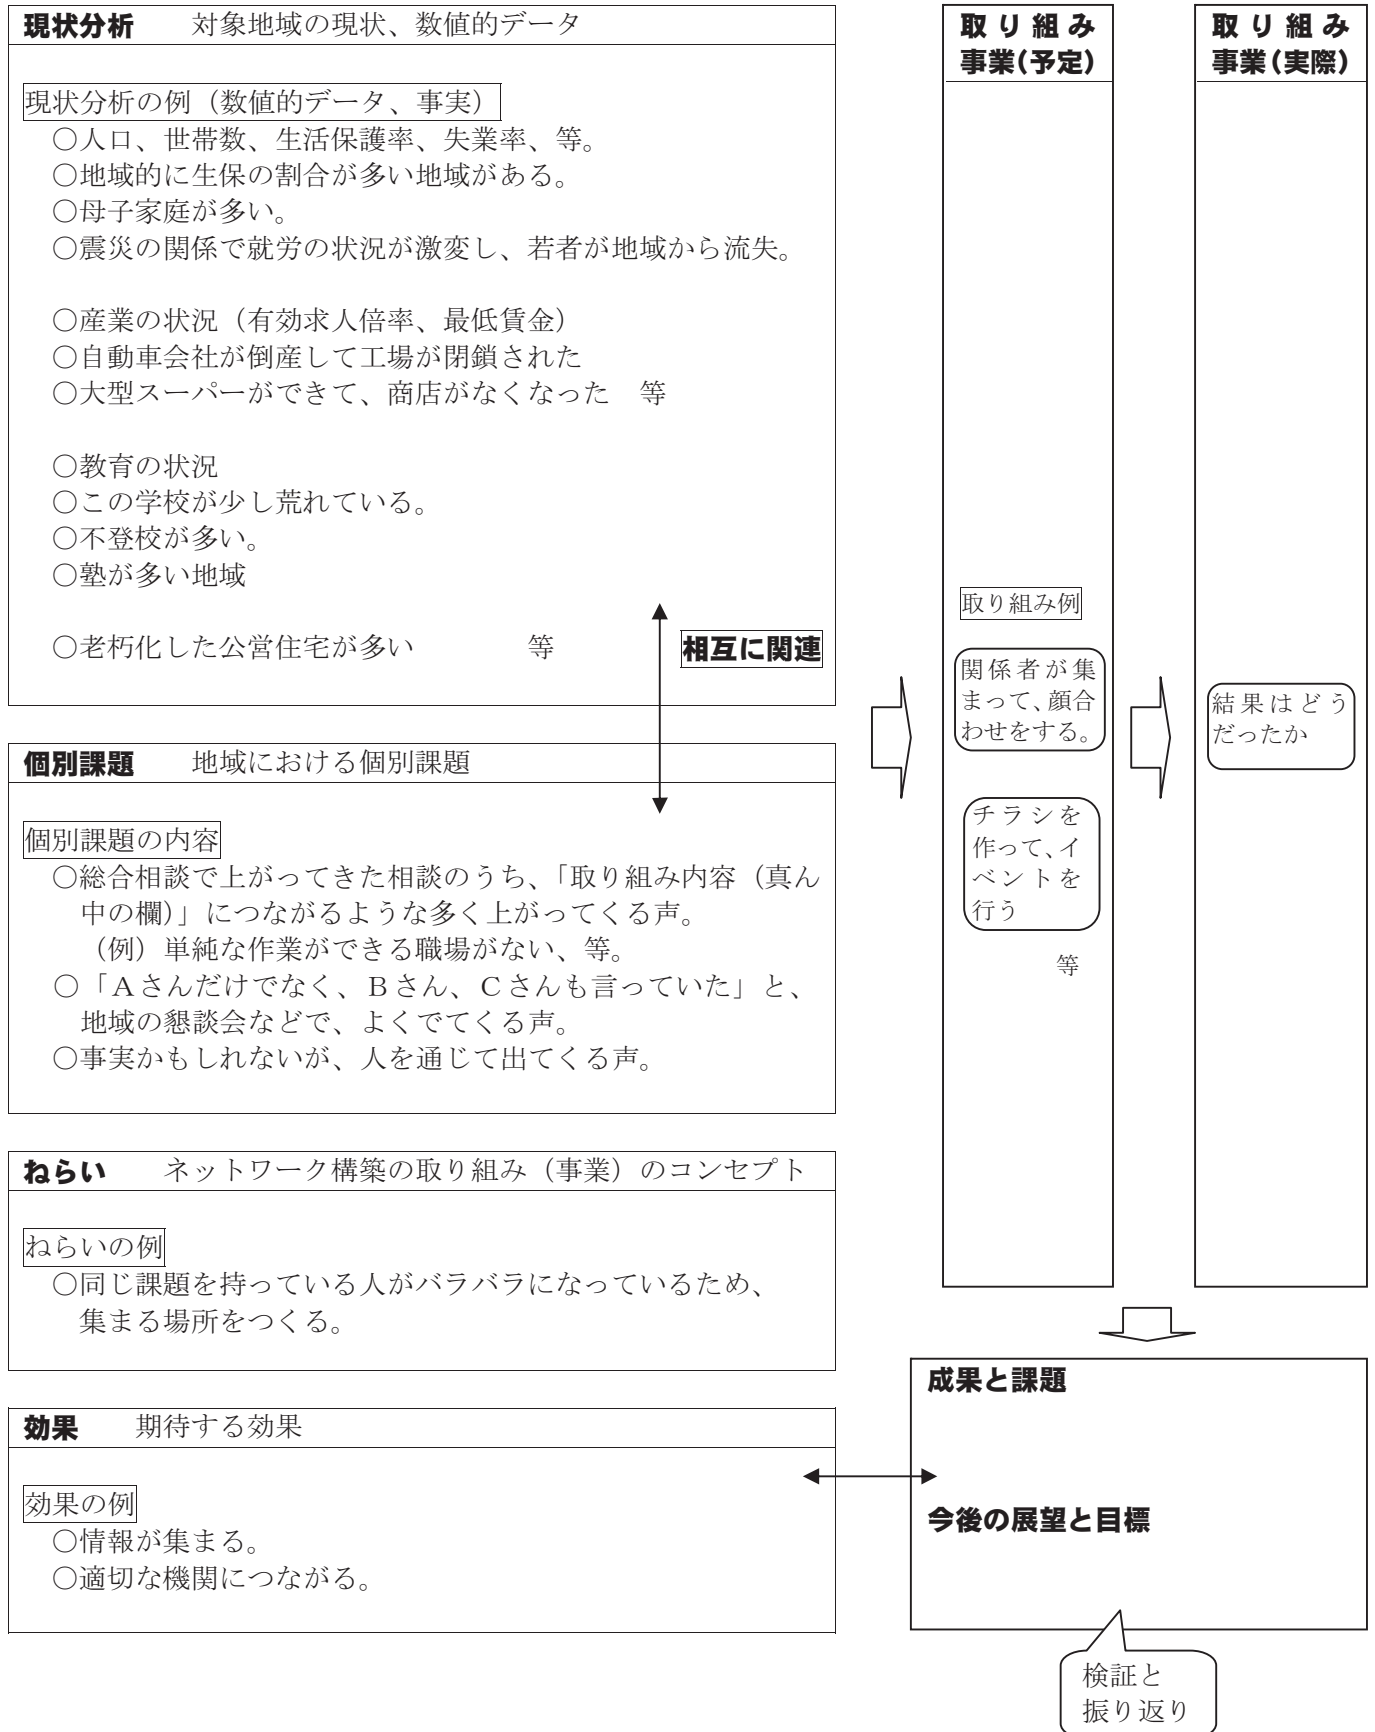 現状分析　　対象地域の現状、数値的データ
現状分析の例（数値的データ、事実）
○人口、世帯数、生活保護率、失業率、等。
○地域的に生保の割合が多い地域がある。
○母子家庭が多い。
○震災の関係で就労の状況が激変し、若者が地域から流失。
○産業の状況（有効求人倍率、最低賃金）
○自動車会社が倒産して工場が閉鎖された
○大型スーパーができて、商店がなくなった　等
○教育の状況
○この学校が少し荒れている。
○不登校が多い。
○塾が多い地域
○老朽化した公営住宅が多い　　　　等
相互に関連
個別課題　　地域における個別課題
個別課題の内容
○総合相談で上がってきた相談のうち、「取り組み内容（真ん
中の欄）」につながるような多く上がってくる声。
（例）単純な作業ができる職場がない、等。
○「Ａさんだけでなく、Ｂさん、Ｃさんも言っていた」と、
地域の懇談会などで、よくでてくる声。
○事実かもしれないが、人を通じて出てくる声。
ねらい　　ネットワーク構築の取り組み（事業）のコンセプト
ねらいの例
○同じ課題を持っている人がバラバラになっているため、
集まる場所をつくる。
効果　　期待する効果
効果の例
○情報が集まる。
○適切な機関につながる。
取り組み
事業（予定）
取り組み例
関係者が集
まって、顔合
わせをする。
チラシを
作って、イ
ベントを
行う
等
取り組み
事業（実際）
結果はどう
だったか
成果と課題
今後の展望と目標
検証と
振り返り